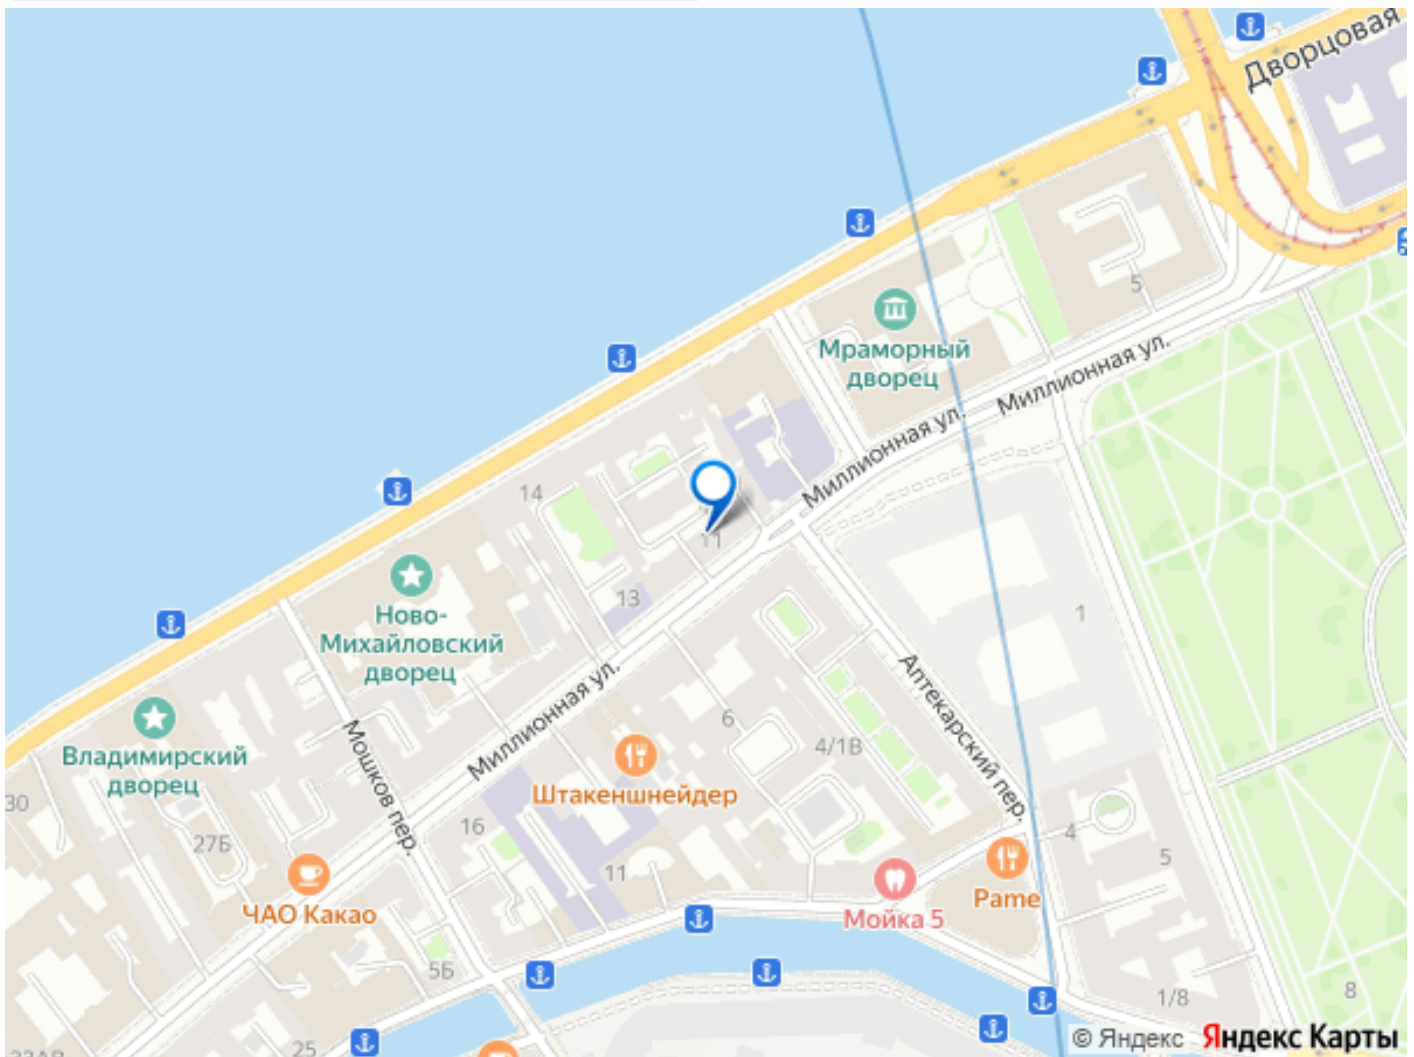 Дворцовая
5
Мраморный
дворец
Миллионная ул.
Миллионная ул.
14
11
13
1
Ново-
Михайловский
дворец
Миллионная ул.
Аптекарский пер.
6
4/1В
Владимирский
дворец
Мошков пер.
Штакеншнейдер
30
27Б
16
11
4
5
ЧАО Какао
Мойка 5
Pame
5Б
1/8
8
25
© Яндекс Яндекс Карты